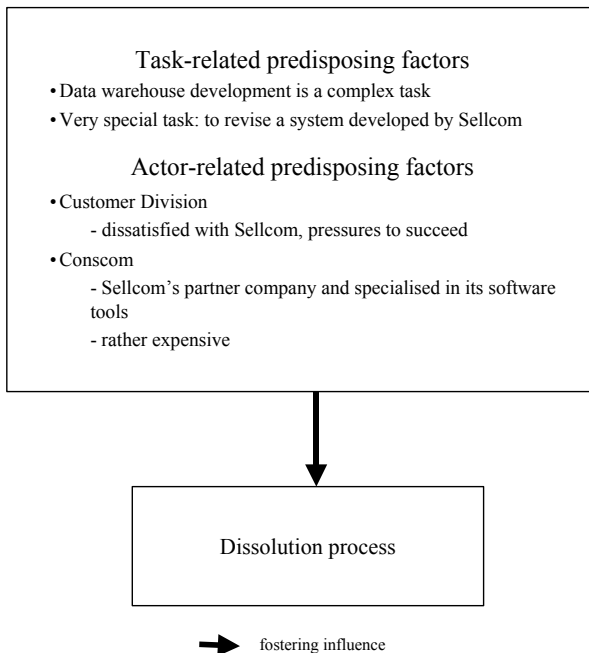 Task-related predisposing factors
•Data warehouse development is a complex task
•Very special task: to revise a system developed by Sellcom
Actor-related predisposing factors
•Customer Division
- dissatisfied with Sellcom, pressures to succeed
•Conscom
- Sellcom’s partner company and specialised in its software
tools
- rather expensive
Dissolution process
fostering influence